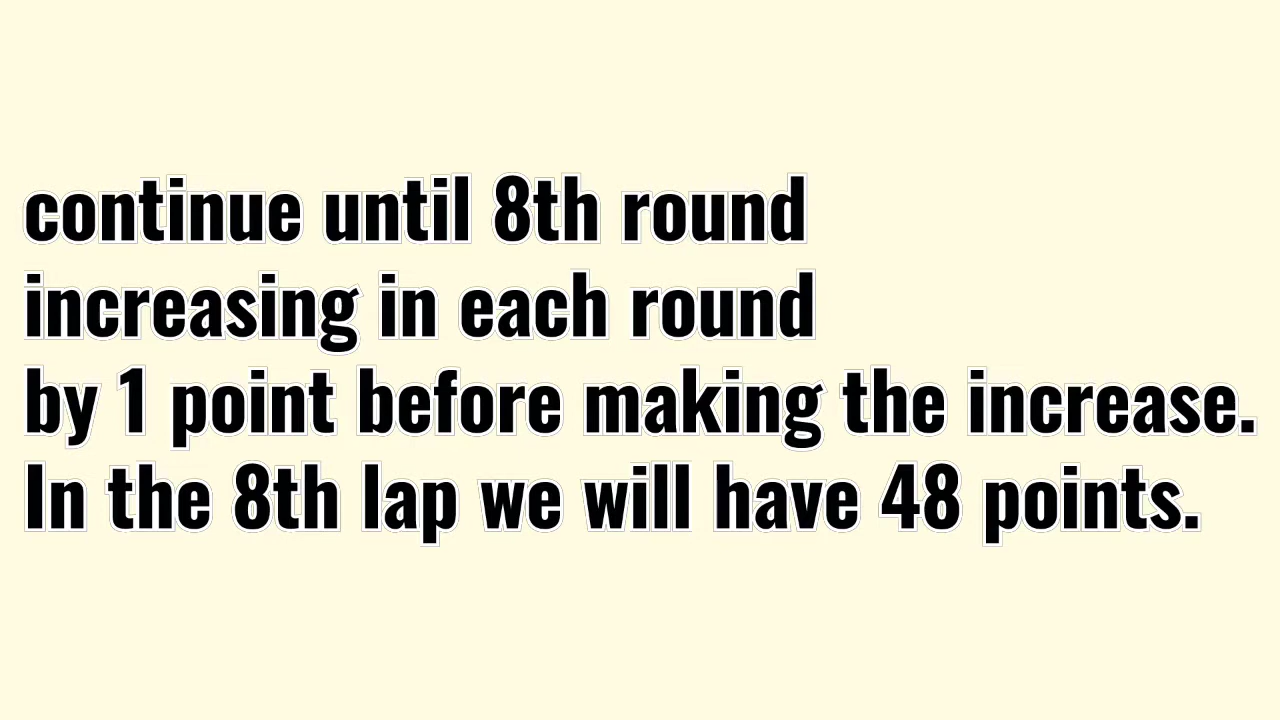 continue until 8th round
increasing in each round
by 1 point before making the increase.
In the 8th lap we will have 48 points.